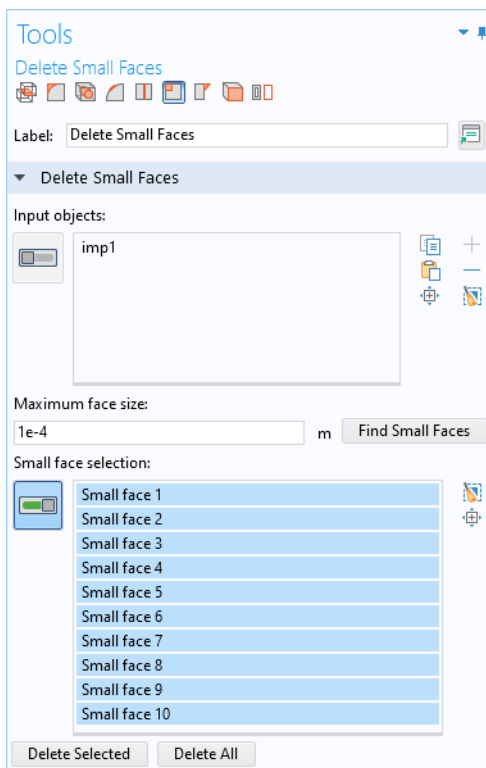 Tools
Delete Small Faces
Label: Delete Small Faces
Delete Small Faces
Input objects:
imp1
Maximum face size:
1e-4 m Find Small Faces
Small face selection:
Small face 1
Small face 2
Small face 3
Small face 4
Small face 5
Small face 6
Small face 7
Small face 8
Small face 9
Small face 10
Delete Selected Delete All